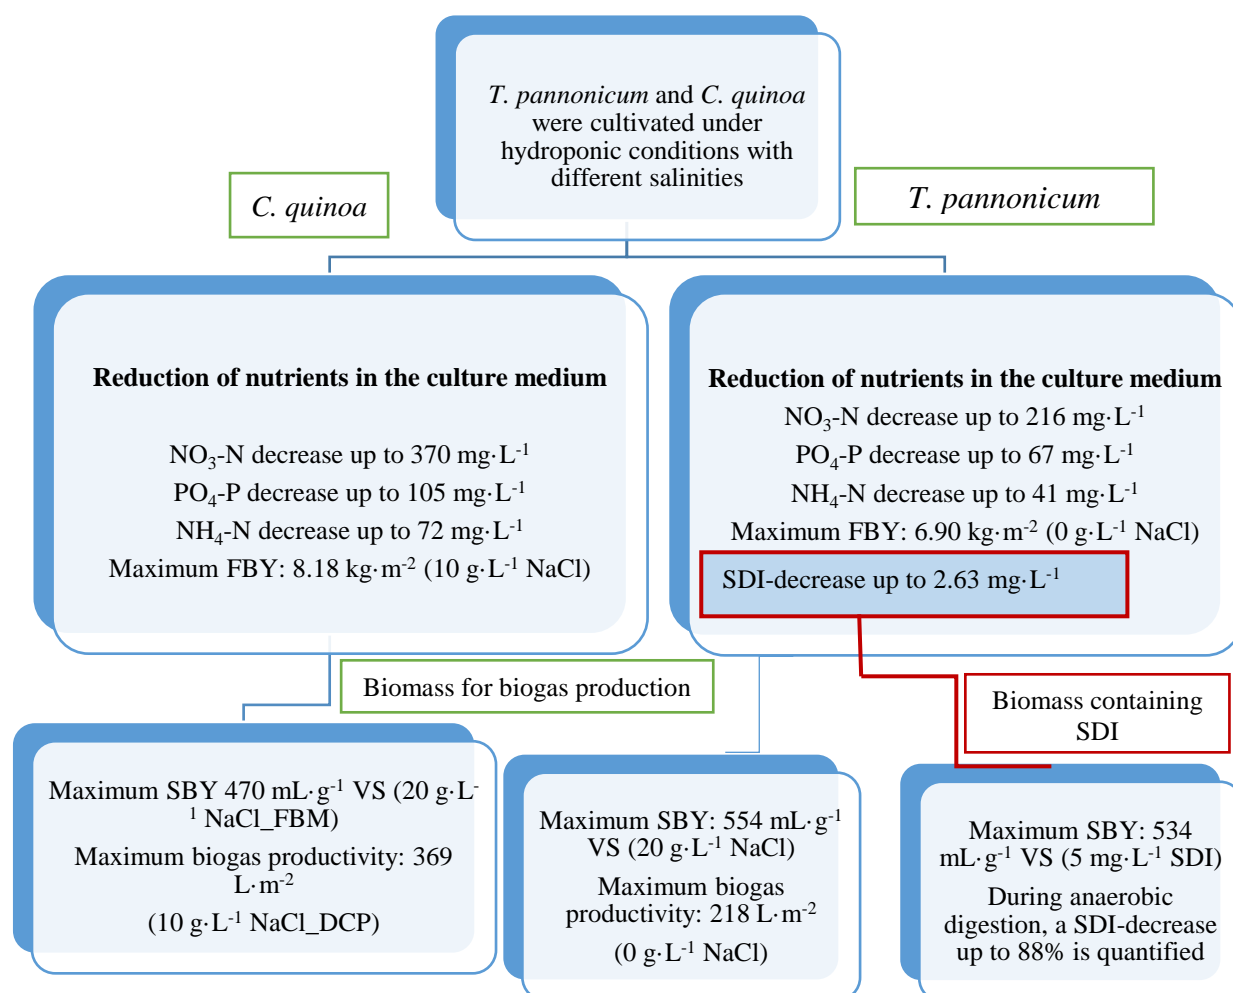 T. pannonicum and C. quinoa
were cultivated under
hydroponic conditions with
different salinities
C. quinoa
T. pannonicum
Reduction of nutrients in the culture medium
NO₃-N decrease up to 370 mg·L⁻¹
PO₄-P decrease up to 105 mg·L⁻¹
NH₄-N decrease up to 72 mg·L⁻¹
Maximum FBY: 8.18 kg·m⁻² (10 g·L⁻¹ NaCl)
Reduction of nutrients in the culture medium
NO₃-N decrease up to 216 mg·L⁻¹
PO₄-P decrease up to 67 mg·L⁻¹
NH₄-N decrease up to 41 mg·L⁻¹
Maximum FBY: 6.90 kg·m⁻² (0 g·L⁻¹ NaCl)
SDI-decrease up to 2.63 mg·L⁻¹
Biomass for biogas production
Biomass containing
SDI
Maximum SBY 470 mL·g⁻¹ VS (20 g·L⁻
¹ NaCl_FBM)
Maximum biogas productivity: 369
L·m⁻²
(10 g·L⁻¹ NaCl_DCP)
Maximum SBY: 554 mL·g⁻¹
VS (20 g·L⁻¹ NaCl)
Maximum biogas
productivity: 218 L·m⁻²
(0 g·L⁻¹ NaCl)
Maximum SBY: 534
mL·g⁻¹ VS (5 mg·L⁻¹ SDI)
During anaerobic
digestion, a SDI-decrease
up to 88% is quantified